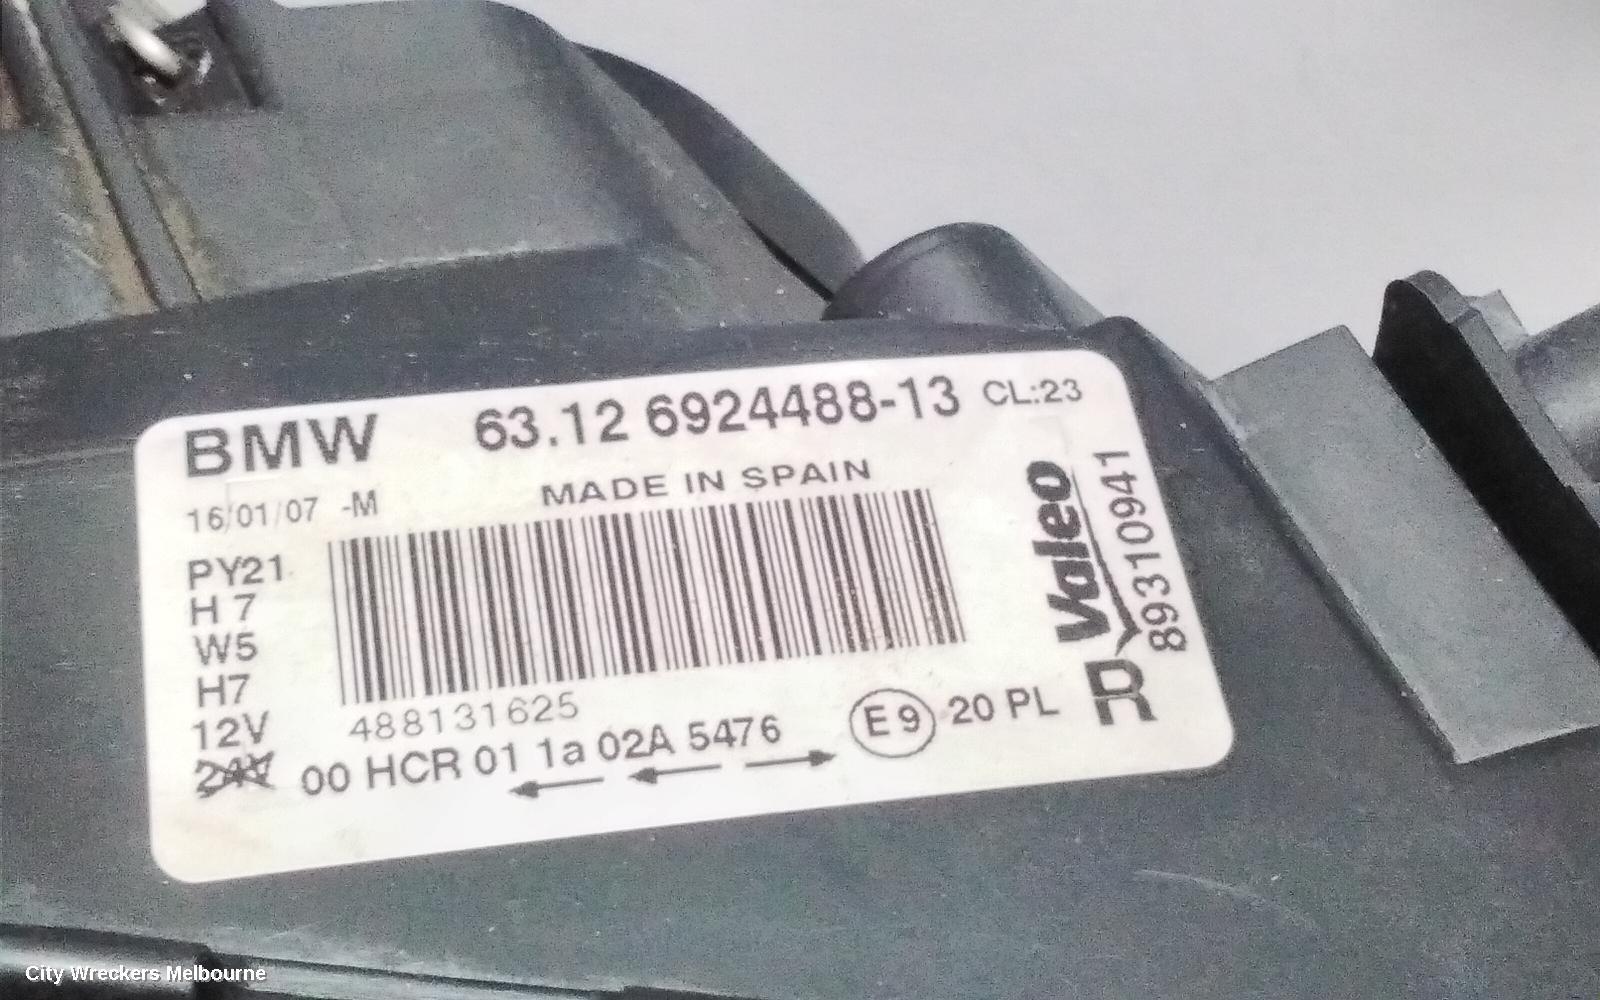 BMW 63.12 6924488-13 CL:23
16/01/07 -M MADE IN SPAIN
PY21
H7
W5
H7
12V
24V
488131625
00 HCR 01 1a 02A 5476
E9 20 PL
Valeo
89310941
R
City Wreckers Melbourne